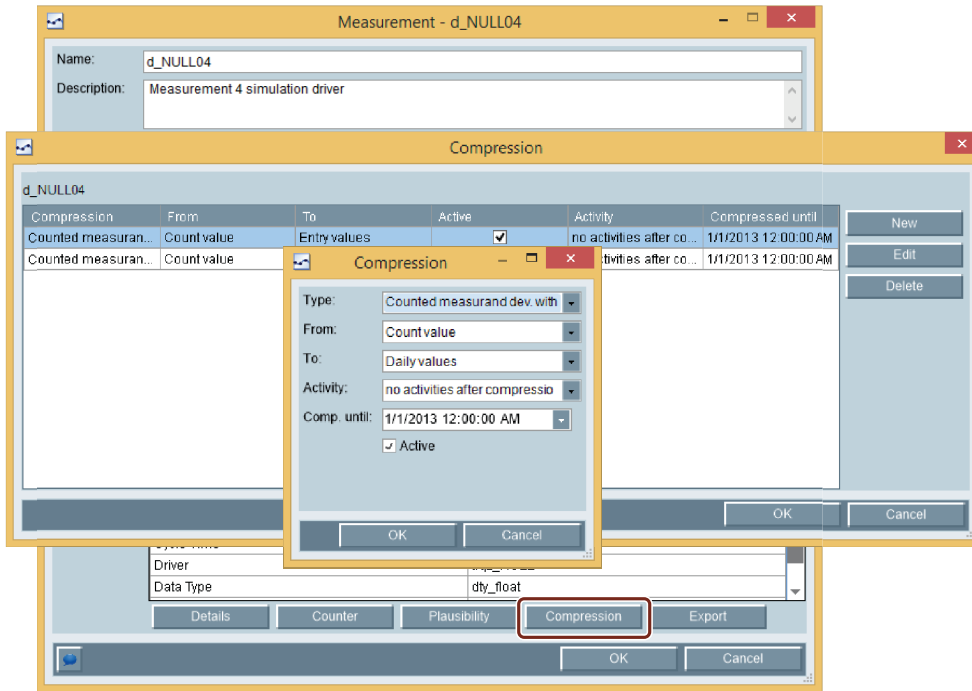 Measurement - d_NULL04
Name: d_NULL04
Description: Measurement 4 simulation driver
Compression
d_NULL04
Compression From To Active Activity Compressed until
Counted measuran... Count value Entry values no activities after co... 1/1/2013 12:00:00 AM
Counted measuran... Count value tivities after co... 1/1/2013 12:00:00 AM
New
Edit
Delete
Compression
Type: Counted measurand dev. with
From: Count value
To: Daily values
Activity: no activities after compressio
Comp. until: 1/1/2013 12:00:00 AM
Active
OK Cancel
OK Cancel
Driver
Data Type dty_float
Details Counter Plausibility Compression Export
OK Cancel